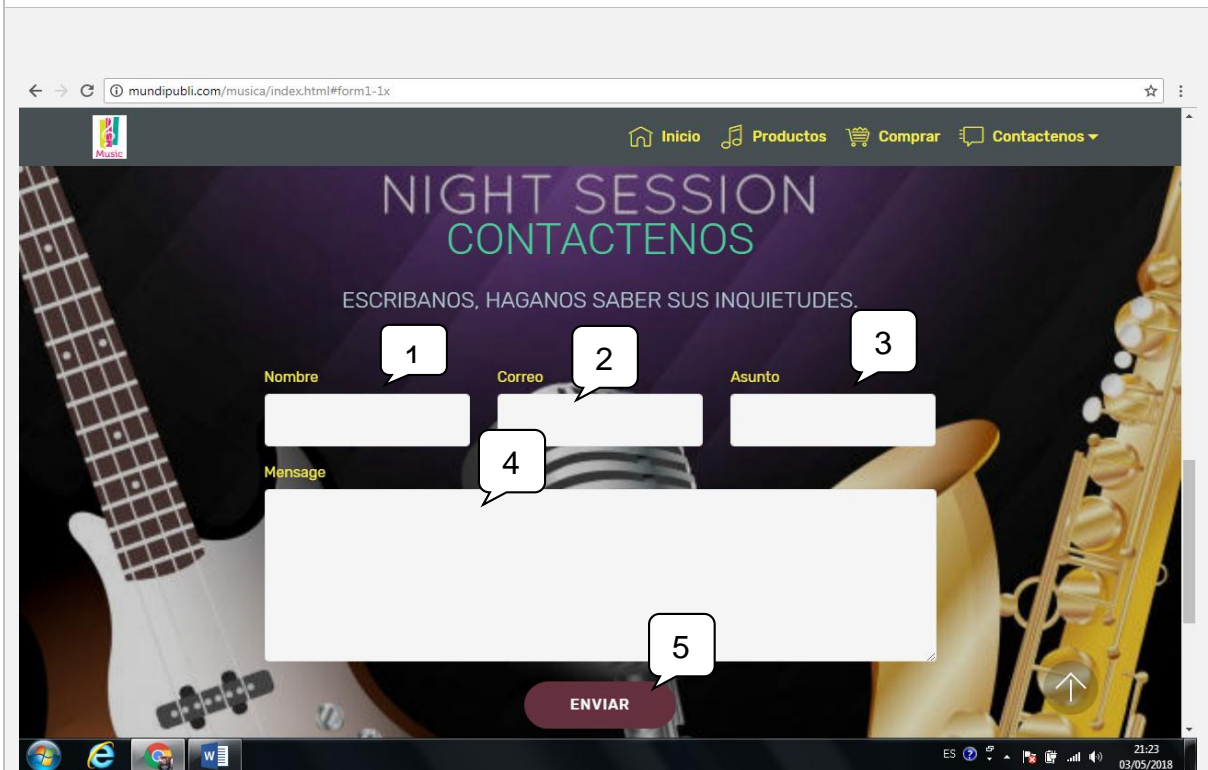 mundipubli.com/musica/index.html#form1-1x
Music
Inicio Productos Comprar Contactenos
NIGHT SESSION
CONTACTENOS
ESCRIBANOS, HAGANOS SABER SUS INQUIETUDES.
1 2 3
Nombre Correo Asunto
4
Mensage
5
ENVIAR
ES 21:23
03/05/2018